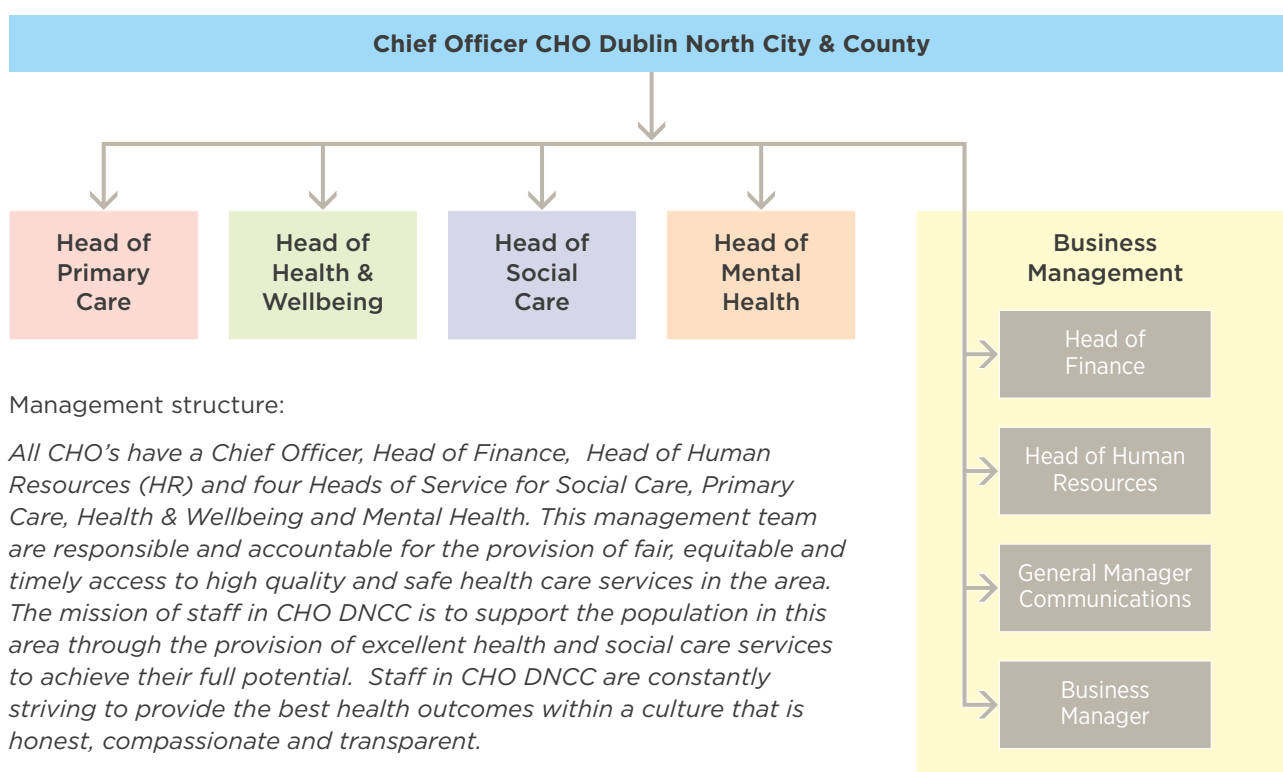 Chief Officer CHO Dublin North City & County
Head of
Primary
Care
Head of
Health &
Wellbeing
Head of
Social
Care
Head of
Mental
Health
Business
Management
Head of
Finance
Head of Human
Resources
General Manager
Communications
Business
Manager
Management structure:
All CHO’s have a Chief Officer, Head of Finance,  Head of Human
Resources (HR) and four Heads of Service for Social Care, Primary
Care, Health & Wellbeing and Mental Health. This management team
are responsible and accountable for the provision of fair, equitable and
timely access to high quality and safe health care services in the area.
The mission of staff in CHO DNCC is to support the population in this
area through the provision of excellent health and social care services
to achieve their full potential.  Staff in CHO DNCC are constantly
striving to provide the best health outcomes within a culture that is
honest, compassionate and transparent.